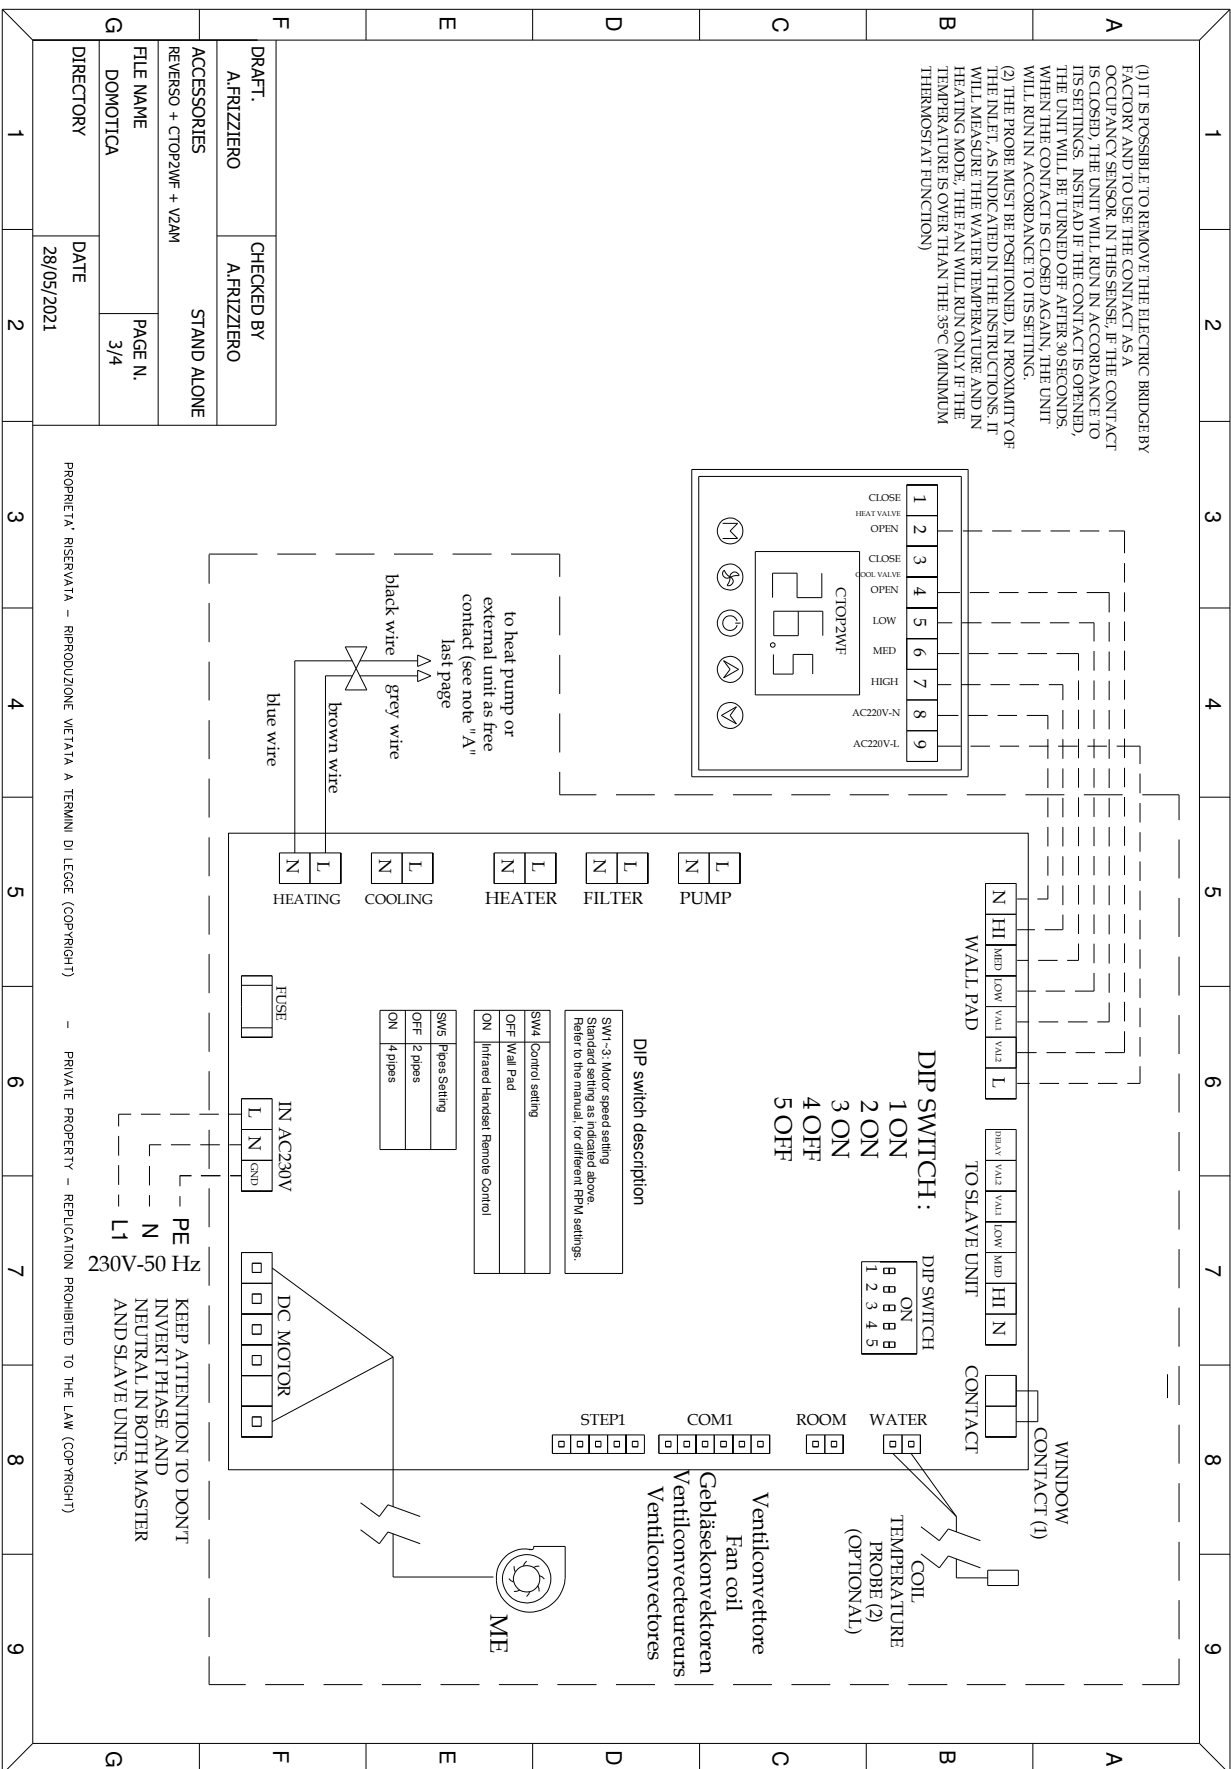 1 2 3 4 5 6 7 8 9
A
B
C
D
E
F
G
(1) IT IS POSSIBLE TO REMOVE THE ELECTRIC BRIDGE BY
FACTORY AND TO USE THE CONTACT AS A
OCCUPANCY SENSOR. IN THIS SENSE, IF THE CONTACT
IS CLOSED, THE UNIT WILL RUN IN ACCORDANCE TO
ITS SETTINGS. INSTEAD IF THE CONTACT IS OPENED,
THE UNIT WILL BE TURNED OFF AFTER 30 SECONDS.
WHEN THE CONTACT IS CLOSED AGAIN, THE UNIT
WILL RUN IN ACCORDANCE TO ITS SETTING.
(2) THE PROBE MUST BE POSITIONED, IN PROXIMITY OF
THE INLET, AS INDICATED IN THE INSTRUCTIONS. IT
WILL MEASURE THE WATER TEMPERATURE AND IN
HEATING MODE, THE FAN WILL RUN ONLY IF THE
TEMPERATURE IS OVER THAN THE 35°C (MINIMUM
THERMOSTAT FUNCTION)
1 2 3 4 5 6 7 8 9
CLOSE
HEAT VALVE
OPEN
CLOSE
COOL VALVE
OPEN
LOW
MED
HIGH
AC220V-N
AC220V-L
CTOP2WF
26.5
M
N HI MED LOW VAL1 VAL2 L
WALL PAD
DELAY VAL2 VAL1 LOW MED HI N
TO SLAVE UNIT
CONTACT
WINDOW
CONTACT (1)
DIP SWITCH :
1 ON
2 ON
3 ON
4 OFF
5 OFF
DIP SWITCH
ON
1 2 3 4 5
WATER
ROOM
COM1
STEP1
COIL
TEMPERATURE
PROBE (2)
(OPTIONAL)
Ventilconvettore
Fan coil
Gebläsekonvektoren
Ventilconvecteureurs
Ventilconvectores
L
N
PUMP
L
N
FILTER
L
N
HEATER
L
N
COOLING
L
N
HEATING
DIP switch description
SW1~3: Motor speed setting
Standard setting as indicated above.
Refer to the manual, for different RPM settings.
SW4 Control setting
OFF Wall Pad
ON Infrared Handset Remote Control
SW5 Pipes Setting
OFF 2 pipes
ON 4 pipes
ME
to heat pump or
external unit as free
contact (see note "A"
last page
black wire
grey wire
brown wire
blue wire
FUSE
IN AC230V
L N GND
DC MOTOR
PE
N
L1
230V-50 Hz
KEEP ATTENTION TO DON'T
INVERT PHASE AND
NEUTRAL IN BOTH MASTER
AND SLAVE UNITS.
DRAFT.
A.FRIZZIERO
CHECKED BY
A.FRIZZIERO
ACCESSORIES
REVERSO + CTOP2WF + V2AM
STAND ALONE
FILE NAME
DOMOTICA
PAGE N.
3/4
DIRECTORY
DATE
28/05/2021
PROPRIETA' RISERVATA - RIPRODUZIONE VIETATA A TERMINI DI LEGGE (COPYRIGHT) - PRIVATE PROPERTY - REPLICATION PROHIBITED TO THE LAW (COPYRIGHT)
1 2 3 4 5 6 7 8 9
A
B
C
D
E
F
G